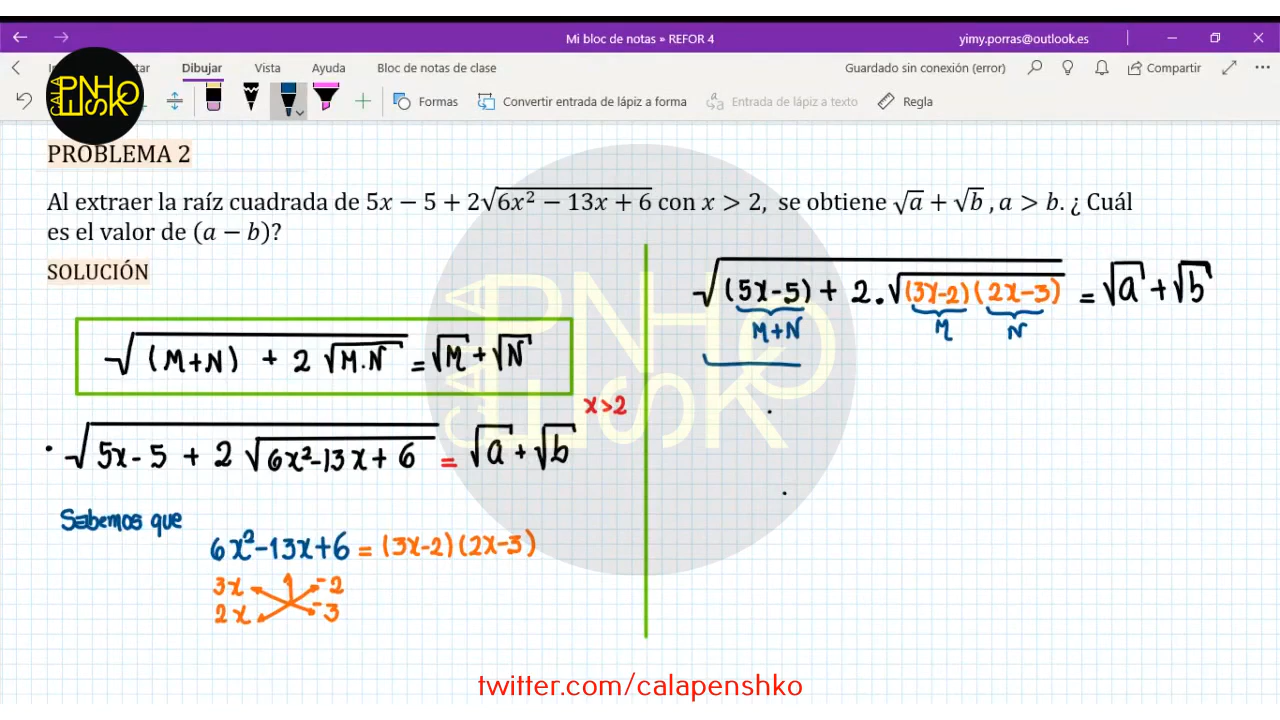 Mi bloc de notas » REFOR 4
yimy.porras@outlook.es
Dibujar Vista Ayuda Bloc de notas de clase
Guardado sin conexión (error) Compartir
Formas Convertir entrada de lápiz a forma Entrada de lápiz a texto Regla
CALA PENSHKO
PROBLEMA 2
Al extraer la raíz cuadrada de 5x − 5 + 2√(6x² − 13x + 6) con x > 2, se obtiene √a + √b , a > b. ¿ Cuál
es el valor de (a − b)?
SOLUCIÓN
√((M+N) + 2√(M.N)) = √M + √N
x>2
• √(5x-5 + 2√(6x²-13x+6)) = √a + √b
Sabemos que
6x²-13x+6 = (3x-2)(2x-3)
3x -2
2x -3
√((5x-5) + 2.√((3x-2)(2x-3))) = √a + √b
M+N M N
twitter.com/calapenshko